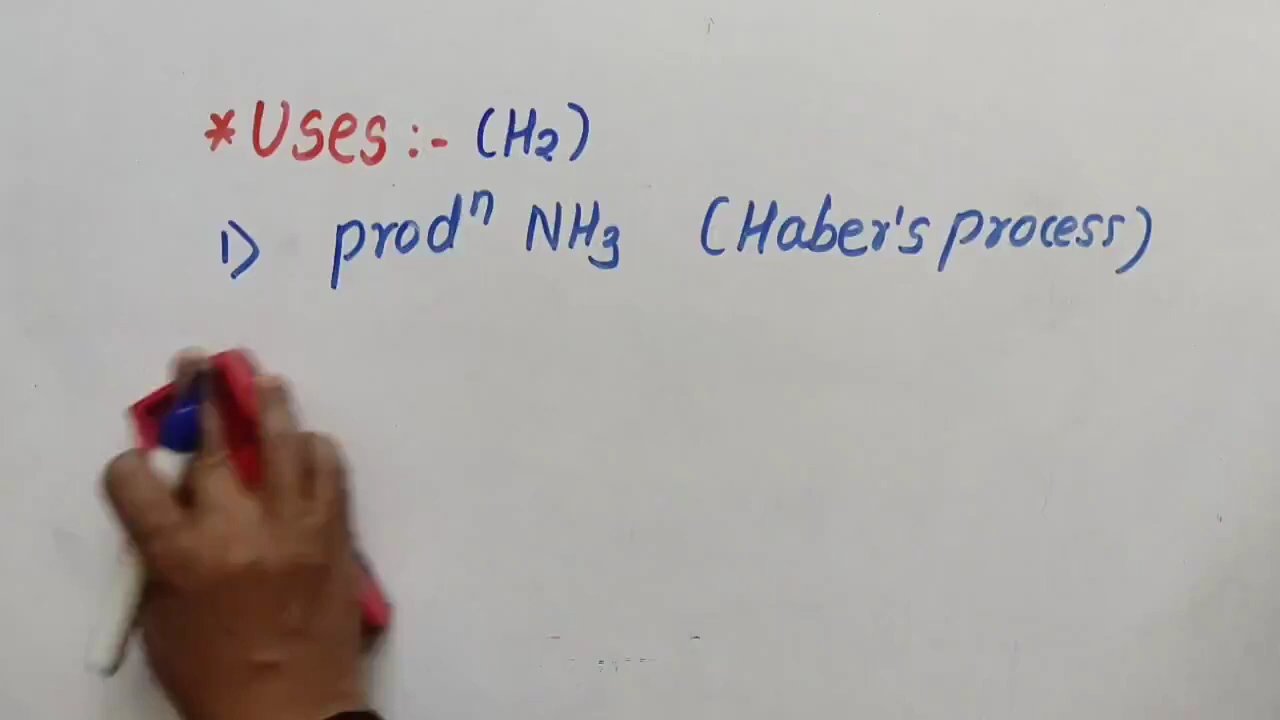 *Uses :- (H2)
1) prodⁿ NH3 (Haber's process)